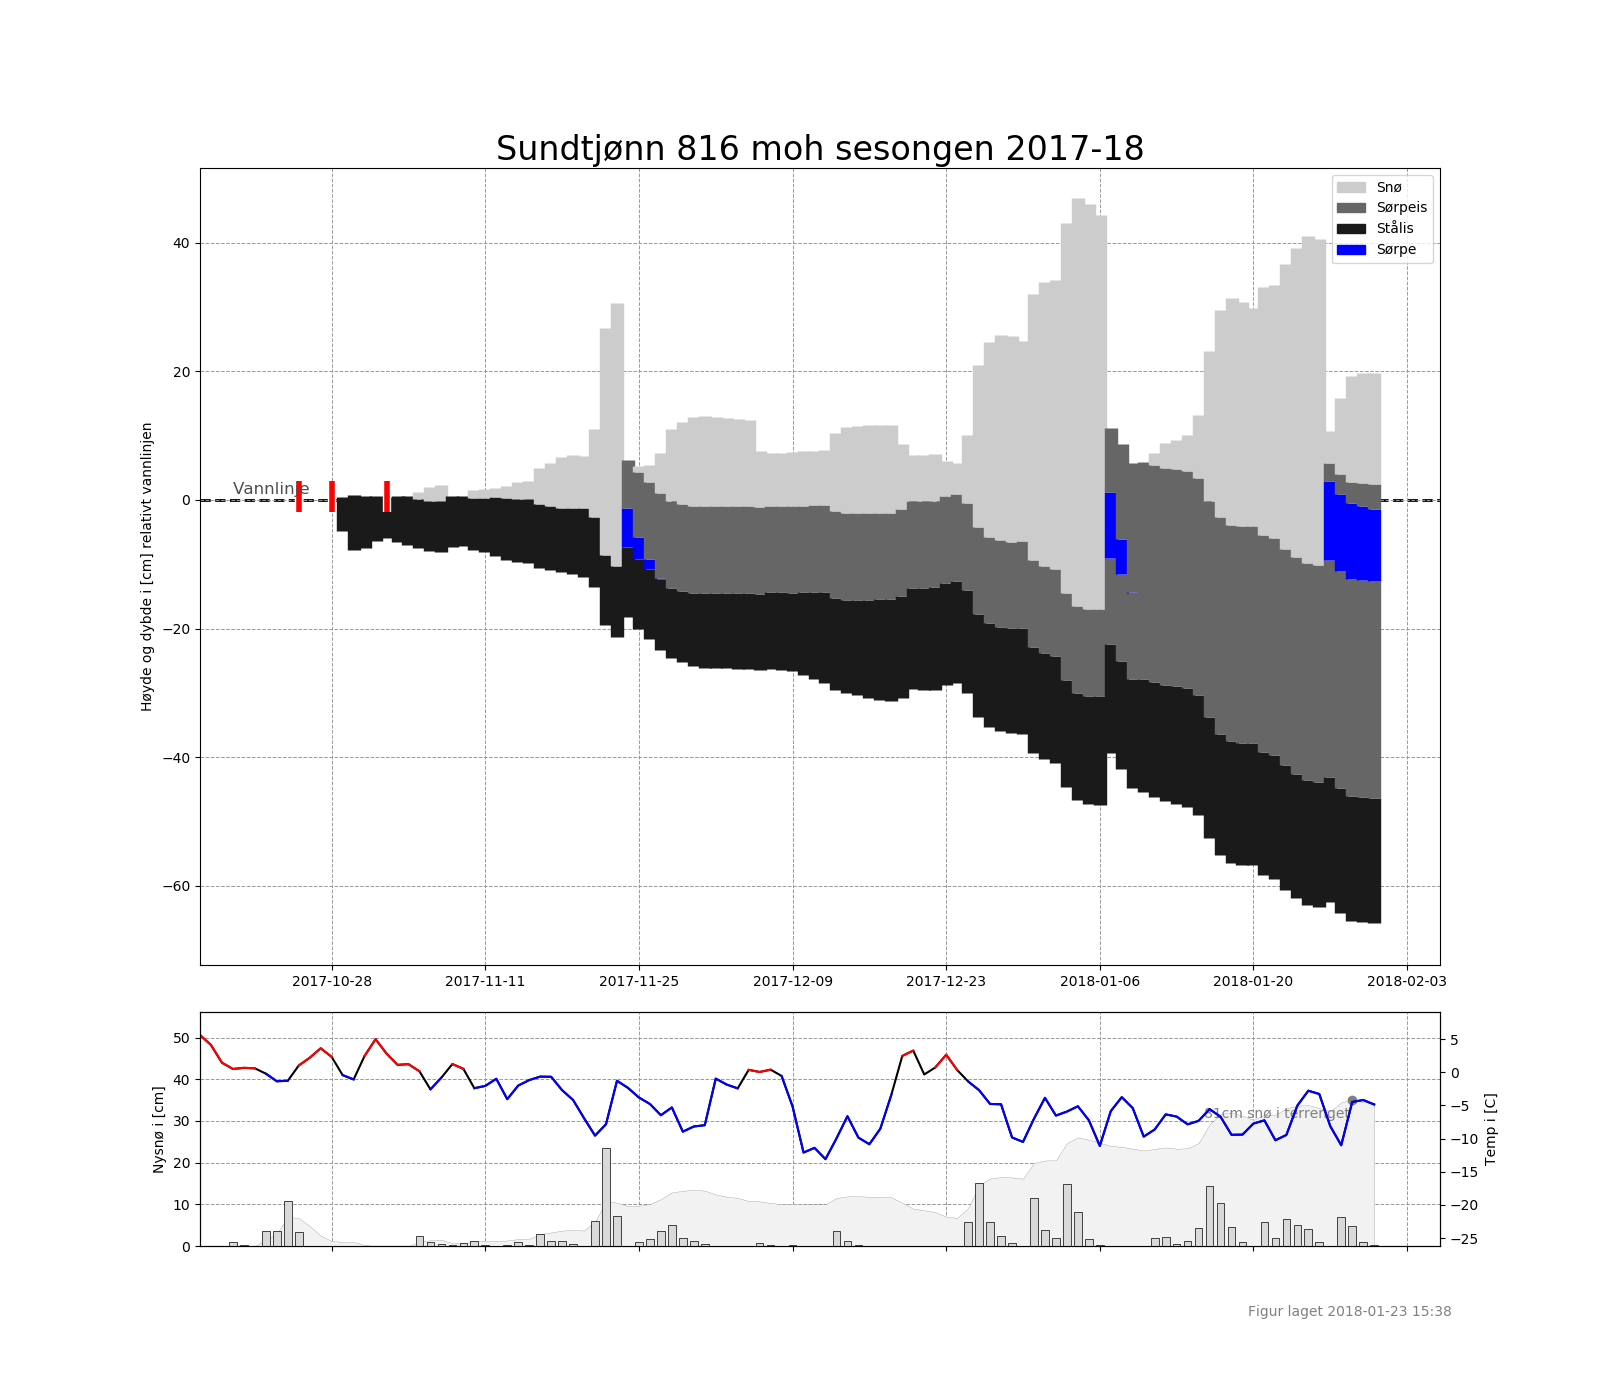 Sundtjønn 816 moh sesongen 2017-18
Snø
Sørpeis
Stålis
Sørpe
Høyde og dybde i [cm] relativt vannlinjen
40
20
0
−20
−40
−60
Vannlinje
2017-10-28 2017-11-11 2017-11-25 2017-12-09 2017-12-23 2018-01-06 2018-01-20 2018-02-03
Nysnø i [cm]
50
40
30
20
10
0
cm snø i terrenget
5
0
−5
−10
−15
−20
−25
Temp i [C]
Figur laget 2018-01-23 15:38